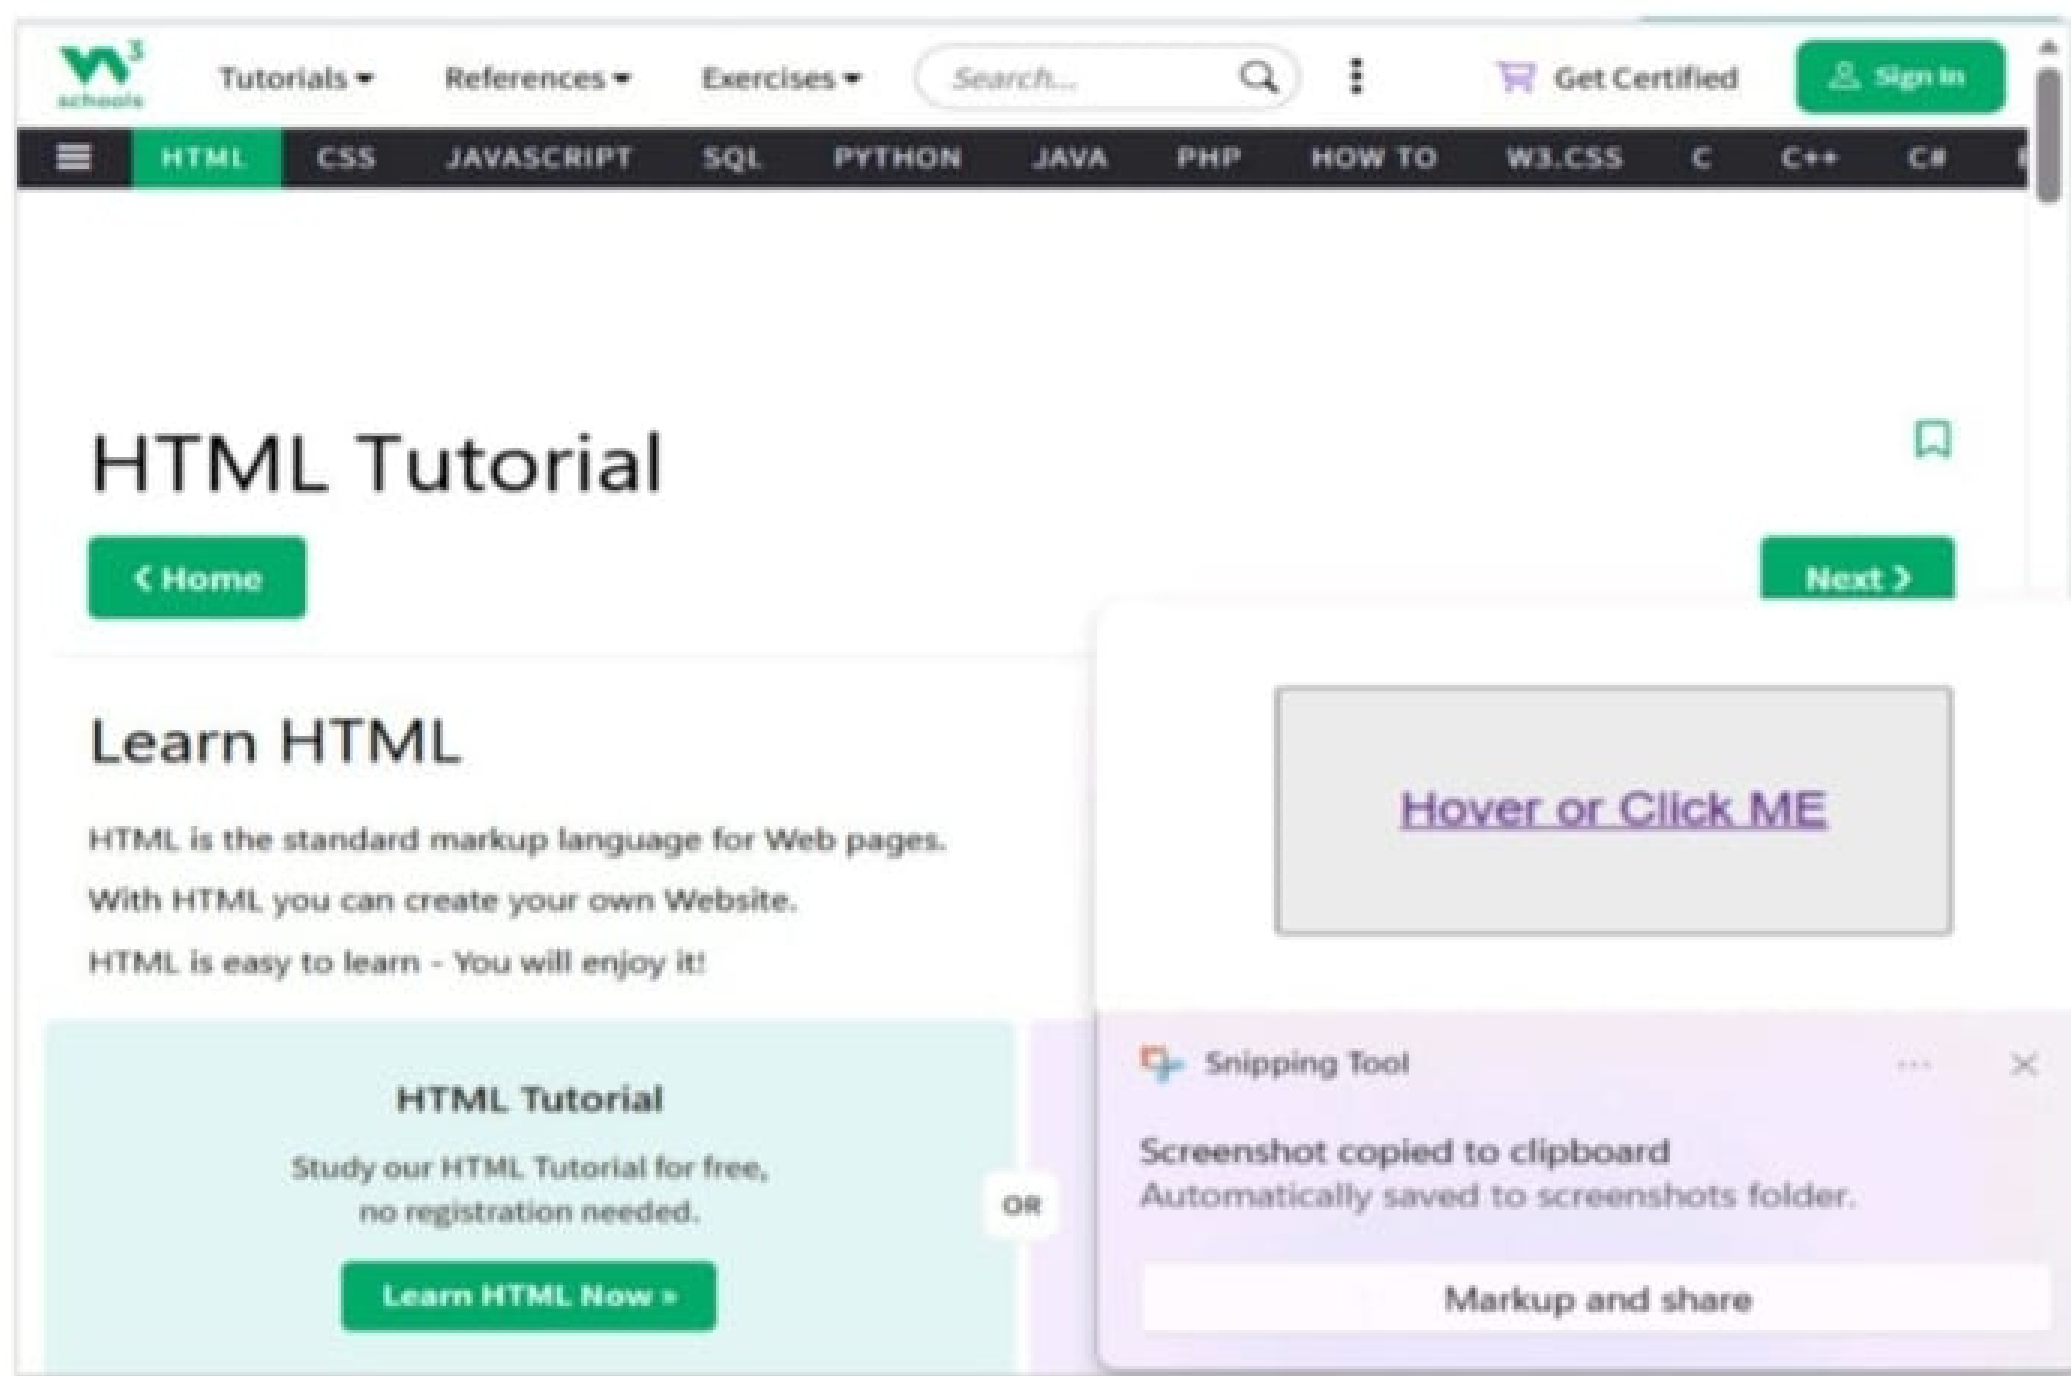 W3 schools
Tutorials References Exercises Search... Get Certified Sign In
HTML CSS JAVASCRIPT SQL PYTHON JAVA PHP HOW TO W3.CSS C C++ C#
HTML Tutorial
‹ Home Next ›
Learn HTML
HTML is the standard markup language for Web pages.
With HTML you can create your own Website.
HTML is easy to learn - You will enjoy it!
HTML Tutorial
Study our HTML Tutorial for free,
no registration needed.
Learn HTML Now »
OR
Hover or Click ME
Snipping Tool
Screenshot copied to clipboard
Automatically saved to screenshots folder.
Markup and share